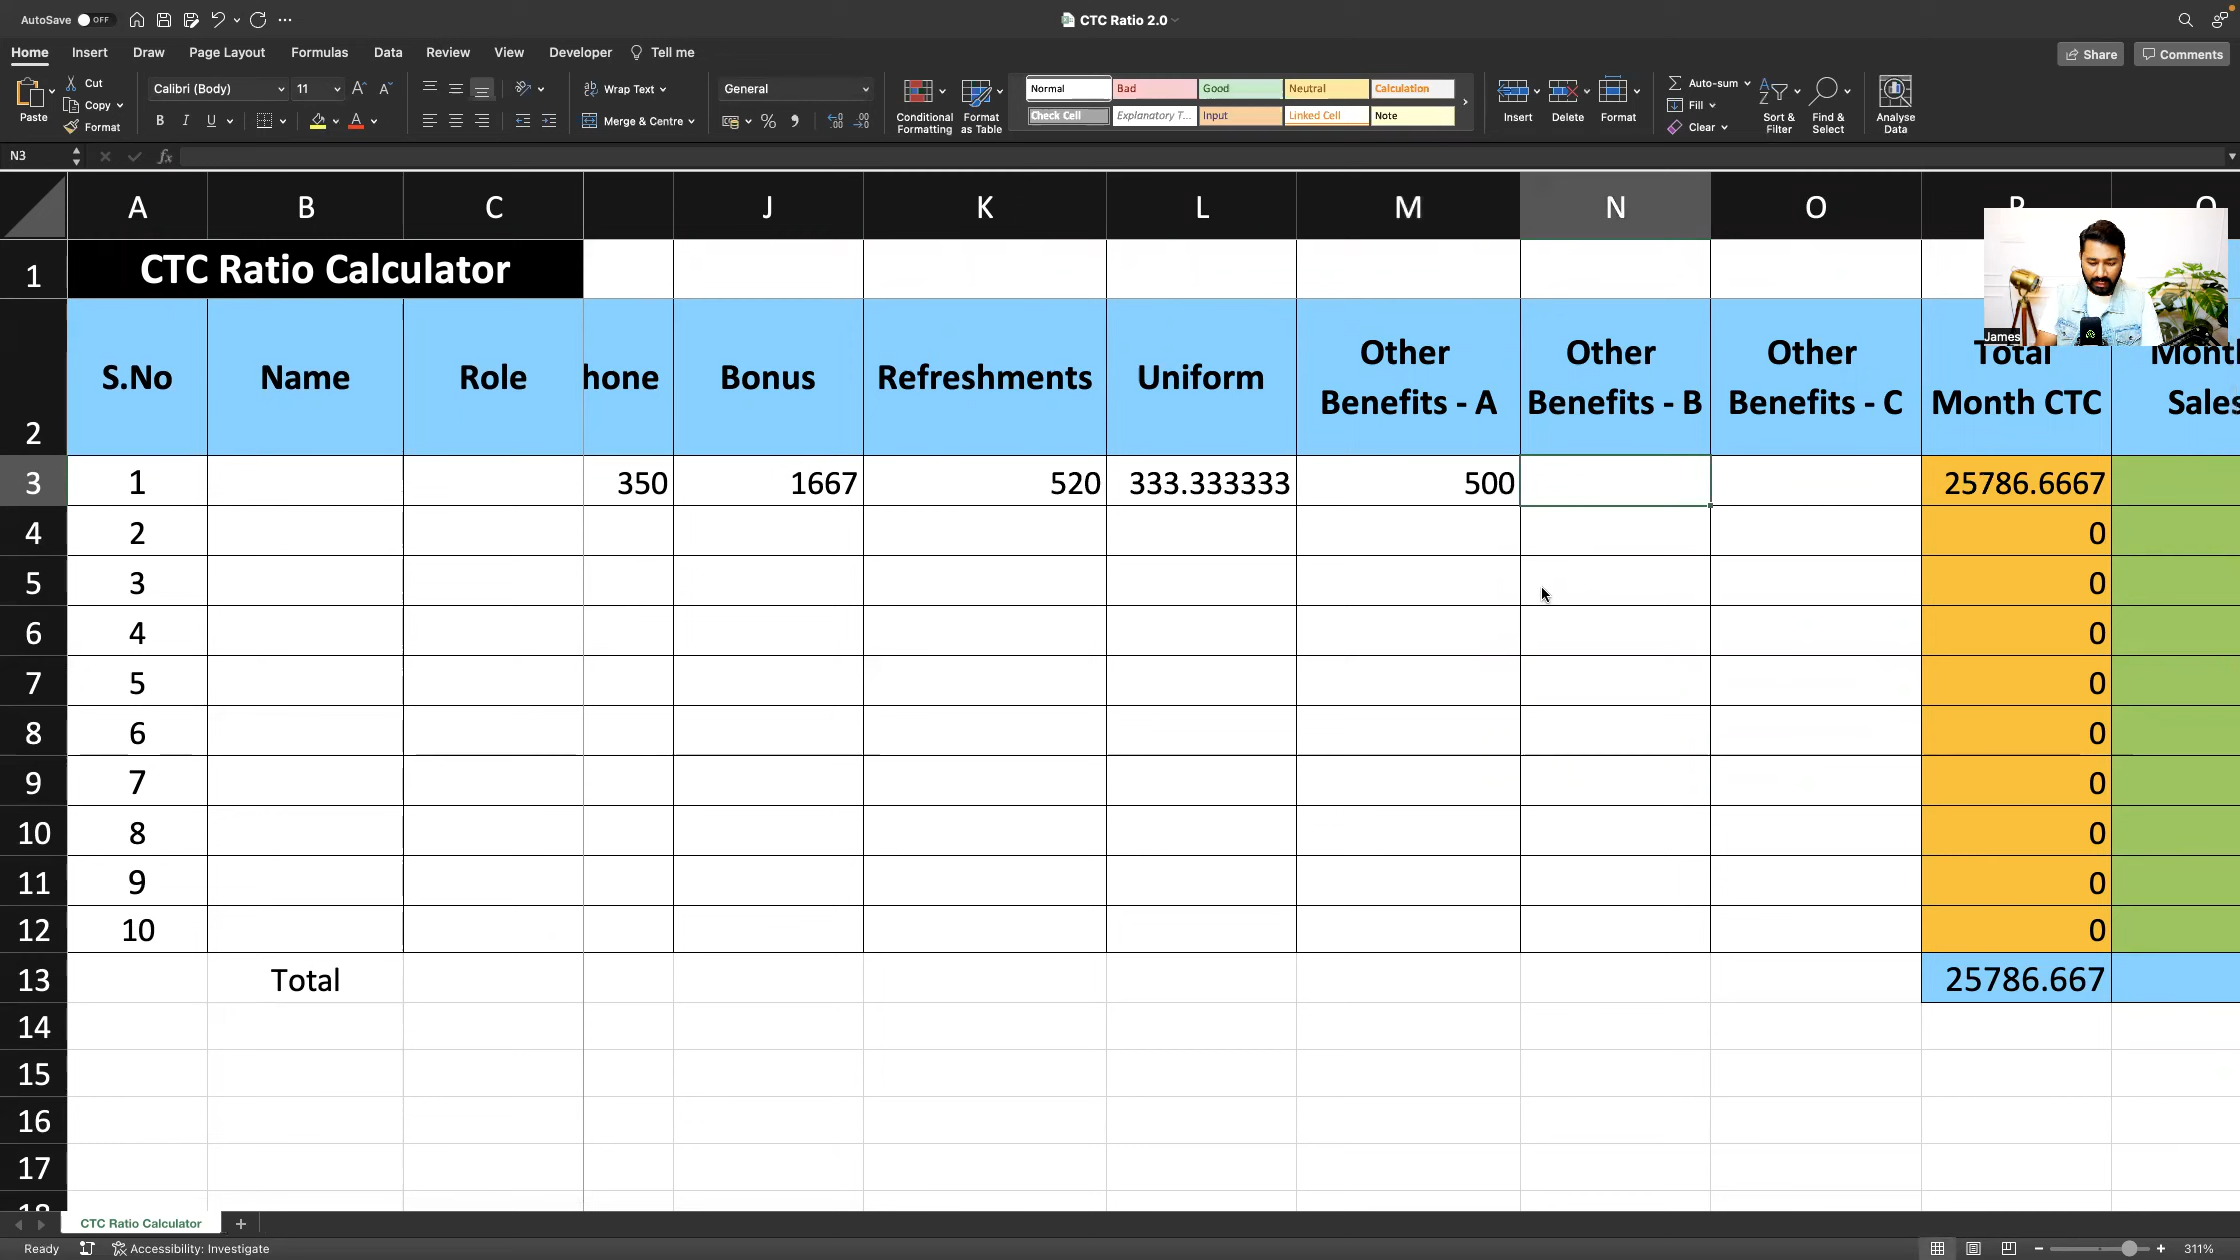 AutoSave OFF
CTC Ratio 2.0
Home Insert Draw Page Layout Formulas Data Review View Developer Tell me
Share Comments
Paste
Cut
Copy
Format
Calibri (Body) 11
B I U
Wrap Text
Merge & Centre
General
Conditional Formatting
Format as Table
Normal Bad Good Neutral Calculation
Check Cell Explanatory T... Input Linked Cell Note
Insert Delete Format
Auto-sum
Fill
Clear
Sort & Filter
Find & Select
Analyse Data
N3 fx
A B C J K L M N O
1 CTC Ratio Calculator
James
2 S.No Name Role hone Bonus Refreshments Uniform Other Benefits - A Other Benefits - B Other Benefits - C Total Month CTC
3 1 350 1667 520 333.333333 500 25786.6667
4 2 0
5 3 0
6 4 0
7 5 0
8 6 0
9 7 0
10 8 0
11 9 0
12 10 0
13 Total 25786.667
14
15
16
17
CTC Ratio Calculator
Ready Accessibility: Investigate 311%